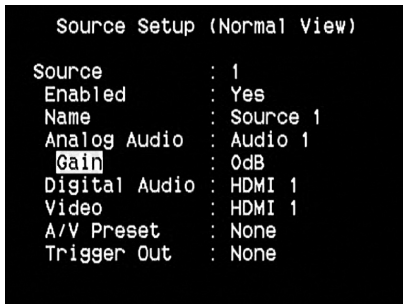 Source Setup (Normal View)
Source : 1
Enabled : Yes
Name : Source 1
Analog Audio : Audio 1
Gain : 0dB
Digital Audio : HDMI 1
Video : HDMI 1
A/V Preset : None
Trigger Out : None